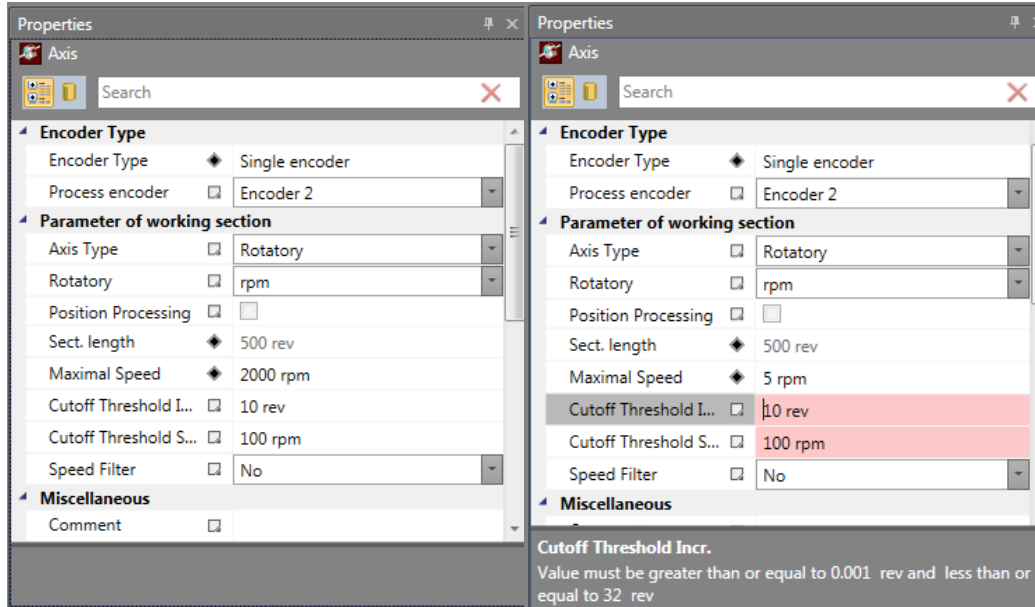 Properties
Axis
Search
Encoder Type
Encoder Type Single encoder
Process encoder Encoder 2
Parameter of working section
Axis Type Rotatory
Rotatory rpm
Position Processing
Sect. length 500 rev
Maximal Speed 2000 rpm
Cutoff Threshold I... 10 rev
Cutoff Threshold S... 100 rpm
Speed Filter No
Miscellaneous
Comment
Properties
Axis
Search
Encoder Type
Encoder Type Single encoder
Process encoder Encoder 2
Parameter of working section
Axis Type Rotatory
Rotatory rpm
Position Processing
Sect. length 500 rev
Maximal Speed 5 rpm
Cutoff Threshold I... 10 rev
Cutoff Threshold S... 100 rpm
Speed Filter No
Miscellaneous
Cutoff Threshold Incr.
Value must be greater than or equal to 0.001 rev and less than or
equal to 32 rev